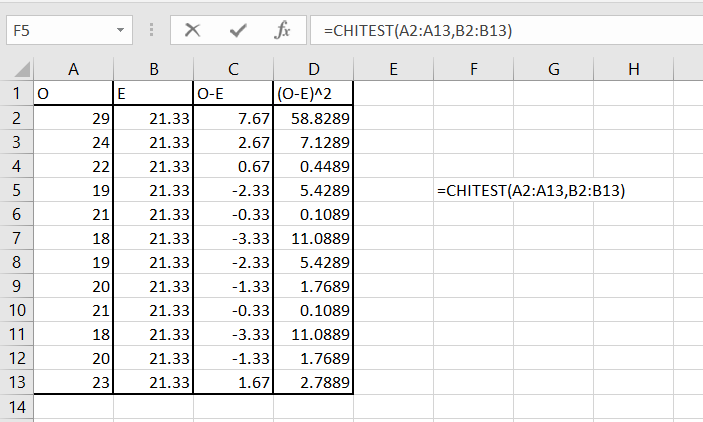 F5 fx =CHITEST(A2:A13,B2:B13)
A B C D E F G H
1 O E O-E (O-E)^2
2 29 21.33 7.67 58.8289
3 24 21.33 2.67 7.1289
4 22 21.33 0.67 0.4489
5 19 21.33 -2.33 5.4289 =CHITEST(A2:A13,B2:B13)
6 21 21.33 -0.33 0.1089
7 18 21.33 -3.33 11.0889
8 19 21.33 -2.33 5.4289
9 20 21.33 -1.33 1.7689
10 21 21.33 -0.33 0.1089
11 18 21.33 -3.33 11.0889
12 20 21.33 -1.33 1.7689
13 23 21.33 1.67 2.7889
14